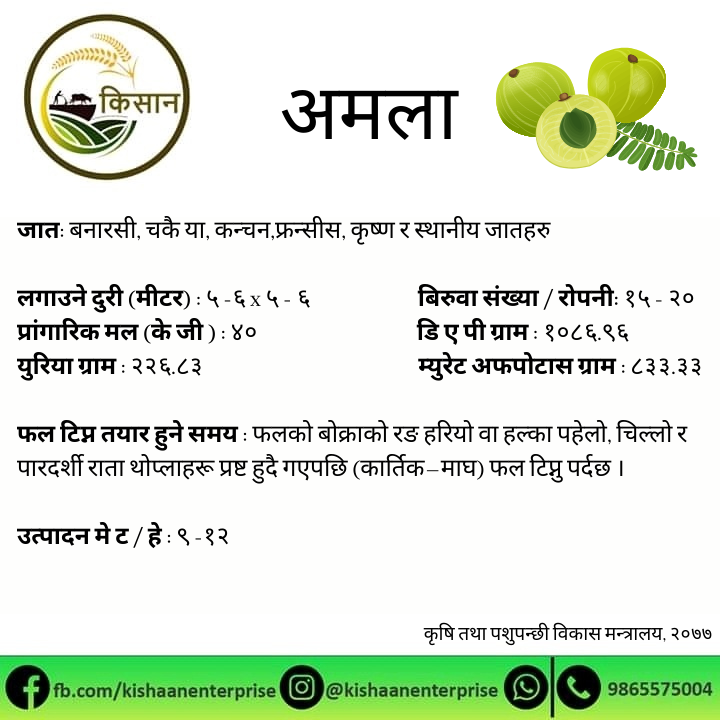 किसान
अमला
जातः बनारसी, चकै या, कन्चन,फ्रन्सीस, कृष्ण र स्थानीय जातहरु
लगाउने दुरी (मीटर) : ५ -६ x ५ - ६
बिरुवा संख्या / रोपनी: १५ - २०
प्रांगारिक मल (के जी ) : ४०
डि ए पी ग्राम : १०८६.९६
युरिया ग्राम : २२६.८३
म्युरेट अफपोटास ग्राम : ८३३.३३
फल टिप्न तयार हुने समय : फलको बोक्राको रङ हरियो वा हल्का पहेलो, चिल्लो र
पारदर्शी राता थोप्लाहरू प्रष्ट हुदै गएपछि (कार्तिक–माघ) फल टिप्नु पर्दछ ।
उत्पादन मे ट / हे : ९ -१२
कृषि तथा पशुपन्छी विकास मन्त्रालय, २०७७
fb.com/kishaanenterprise @kishaanenterprise 9865575004